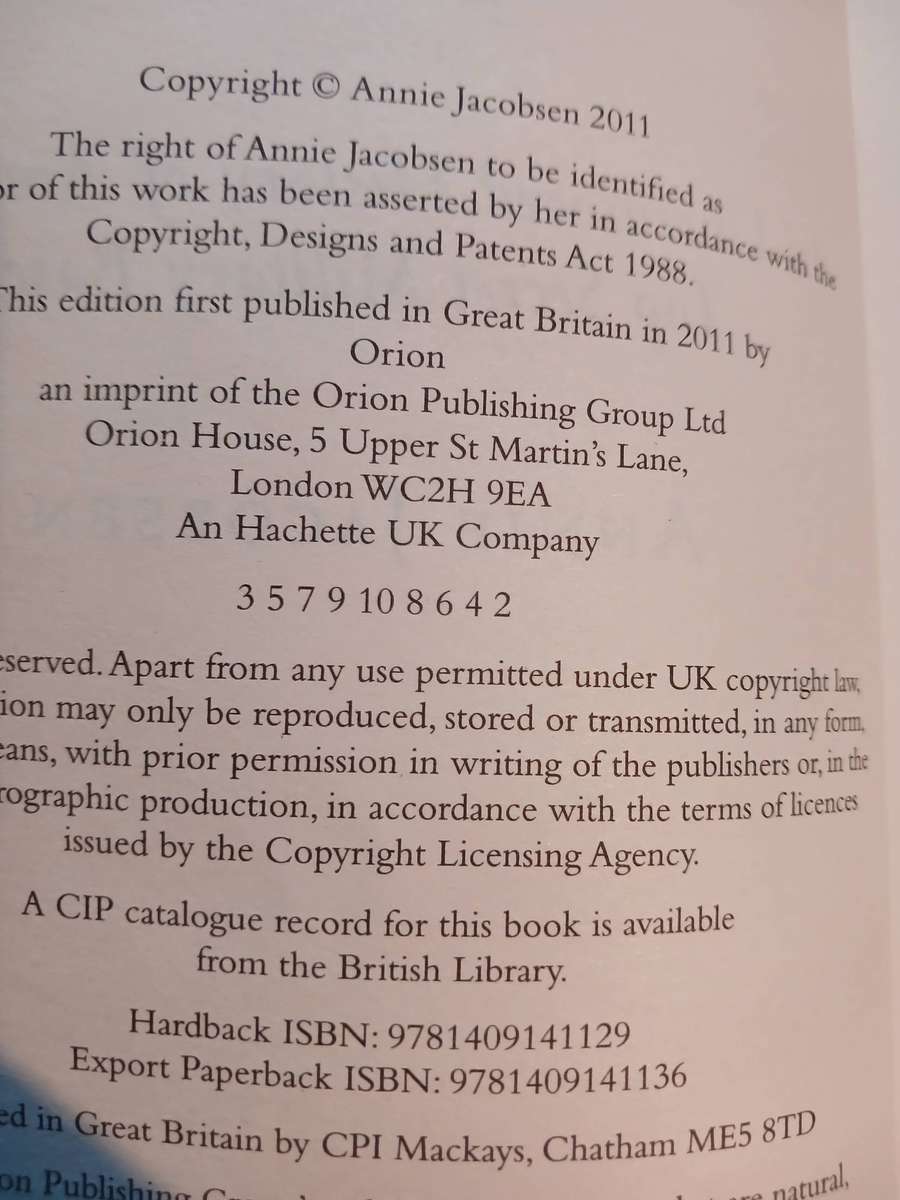 Copyright © Annie Jacobsen 2011
The right of Annie Jacobsen to be identified as
of this work has been asserted by her in accordance with the
Copyright, Designs and Patents Act 1988.
This edition first published in Great Britain in 2011 by
Orion
an imprint of the Orion Publishing Group Ltd
Orion House, 5 Upper St Martin's Lane,
London WC2H 9EA
An Hachette UK Company
3 5 7 9 10 8 6 4 2
eserved. Apart from any use permitted under UK copyright law,
ion may only be reproduced, stored or transmitted, in any form,
eans, with prior permission in writing of the publishers or, in the
rographic production, in accordance with the terms of licences
issued by the Copyright Licensing Agency.
A CIP catalogue record for this book is available
from the British Library.
Hardback ISBN: 9781409141129
Export Paperback ISBN: 9781409141136
ed in Great Britain by CPI Mackays, Chatham ME5 8TD
on Publishing natural,